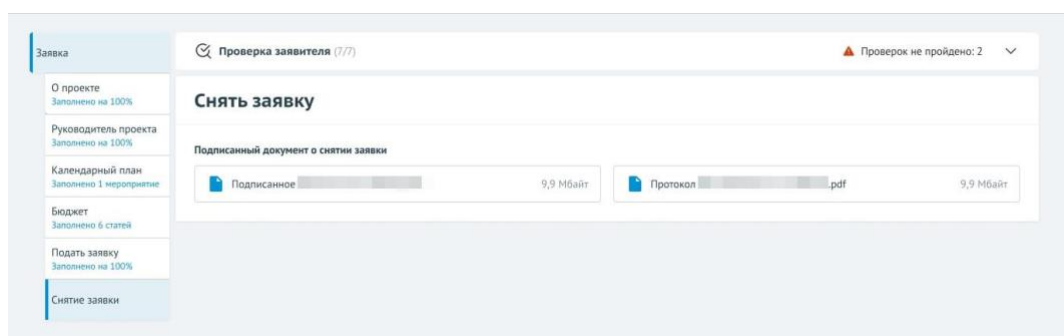 Заявка
О проекте
Заполнено на 100%
Руководитель проекта
Заполнено на 100%
Календарный план
Заполнено 1 мероприятие
Бюджет
Заполнено 6 статей
Подать заявку
Заполнено на 100%
Снятие заявки
Проверка заявителя (7/7)
Проверок не пройдено: 2
Снять заявку
Подписанный документ о снятии заявки
Подписанное
9,9 Мбайт
Протокол .pdf
9,9 Мбайт